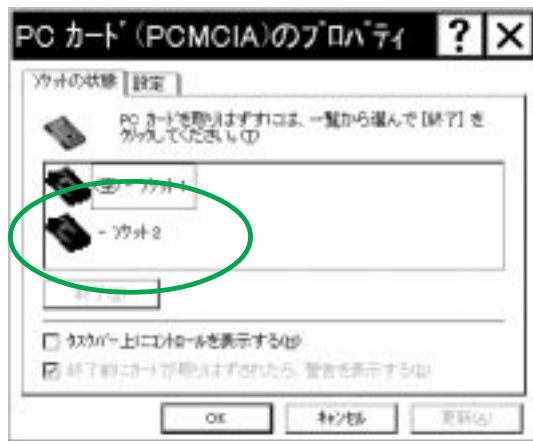 PC カード(PCMCIA)のプロパティ
ソケットの状態 設定
PC カードを取りはずすには、一覧から選んで [終了] を
クリックしてください。(T)
(空) - ソケット 1
- ソケット 2
終了(S)
タスクバー上にコントロールを表示する(H)
終了前にカードが取りはずされたら、警告を表示する(U)
OK キャンセル 更新(A)